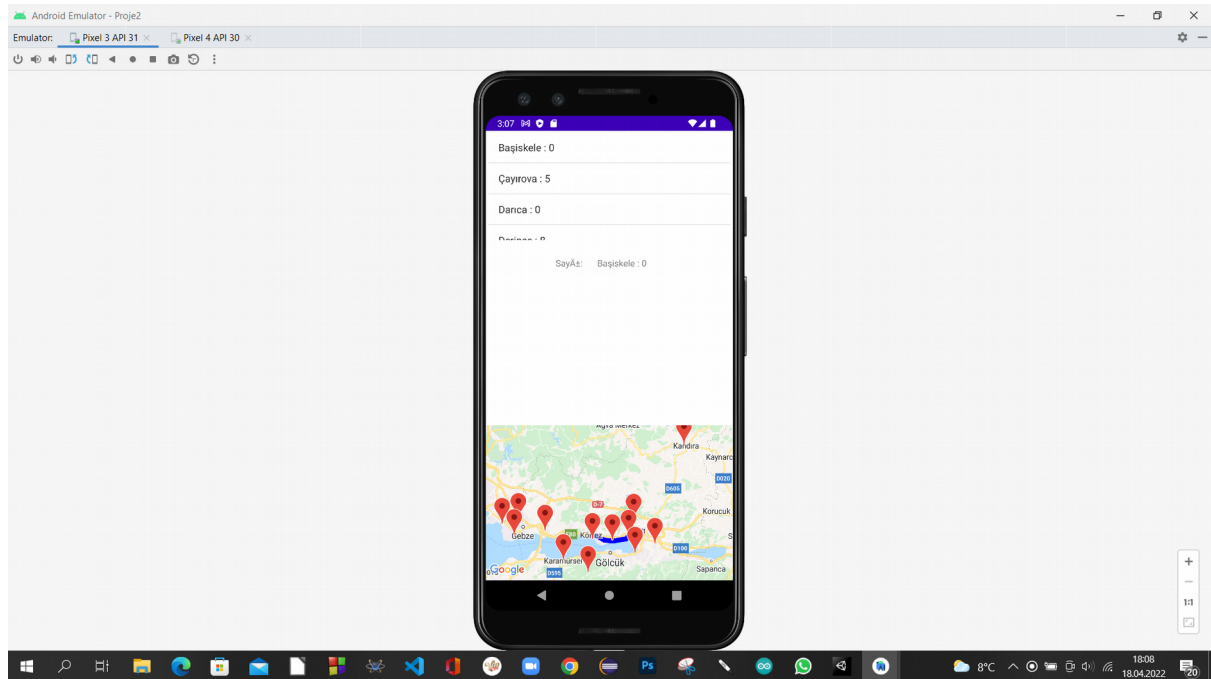 Android Emulator - Proje2
Emulator: Pixel 3 API 31 Pixel 4 API 30
3:07
Başiskele : 0
Çayırova : 5
Darıca : 0
SayÄ±: Başiskele : 0
Kandıra
D020
D605
D-7
Korucuk
Gebze
Körfez
D100
Karamürsel
Gölcük
Sapanca
Google
D595
1:1
Ps
8°C
18:08
18.04.2022
20